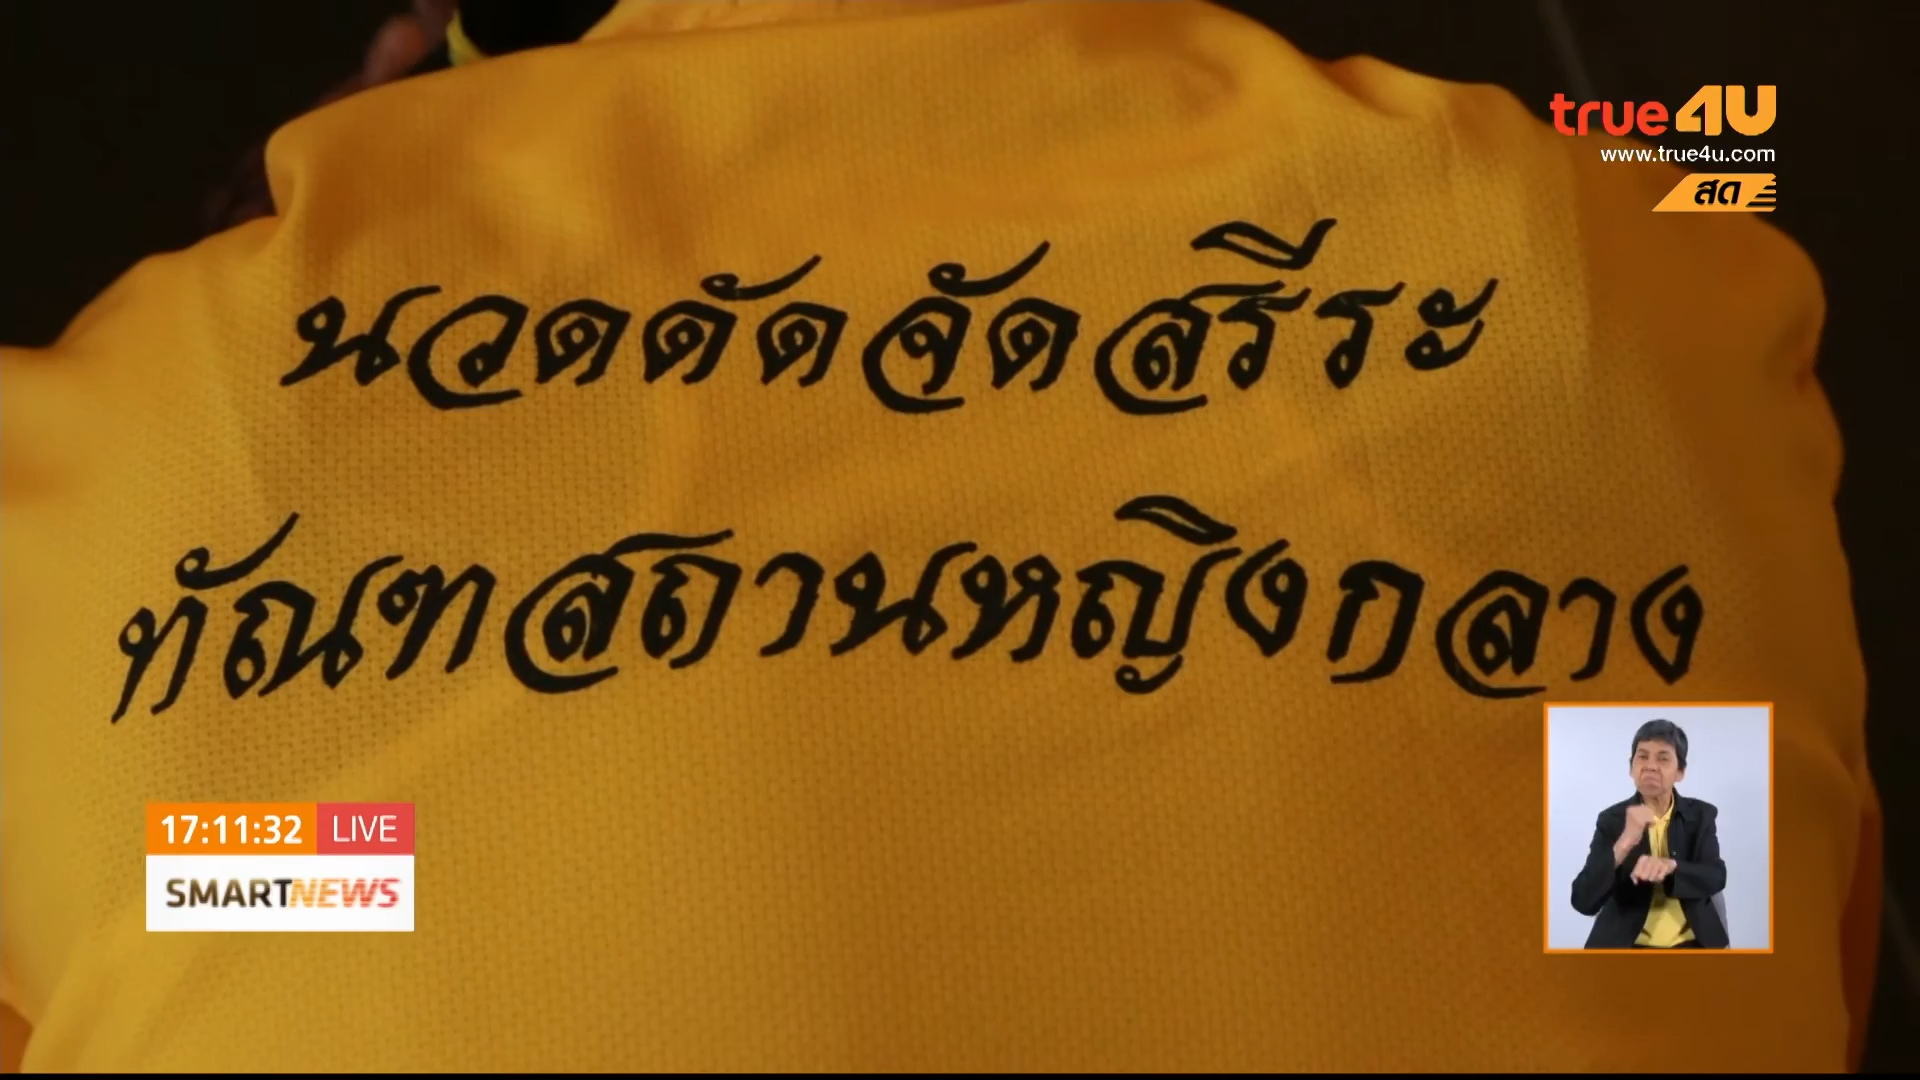 true4U
www.true4u.com
สด
นวดดัดจัดสรีระ
ทัณฑสถานหญิงกลาง
17:11:32 LIVE
SMARTNEWS